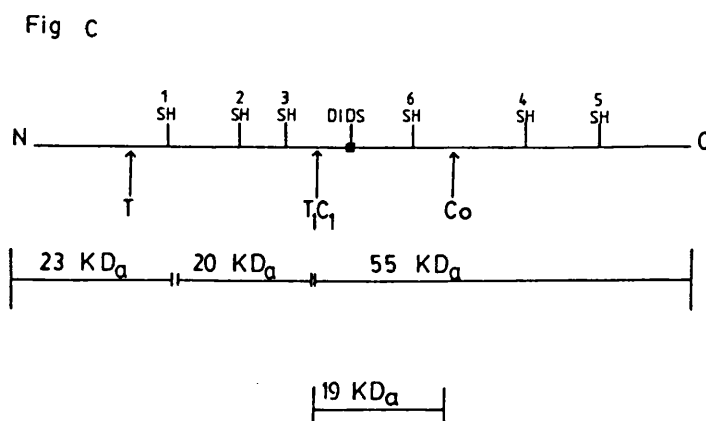 Fig C
1 2 3 DIDS 6 4 5
SH SH SH SH SH SH
N C
T T₁C₁ Co
23 KDa 20 KDa 55 KDa
19 KDa